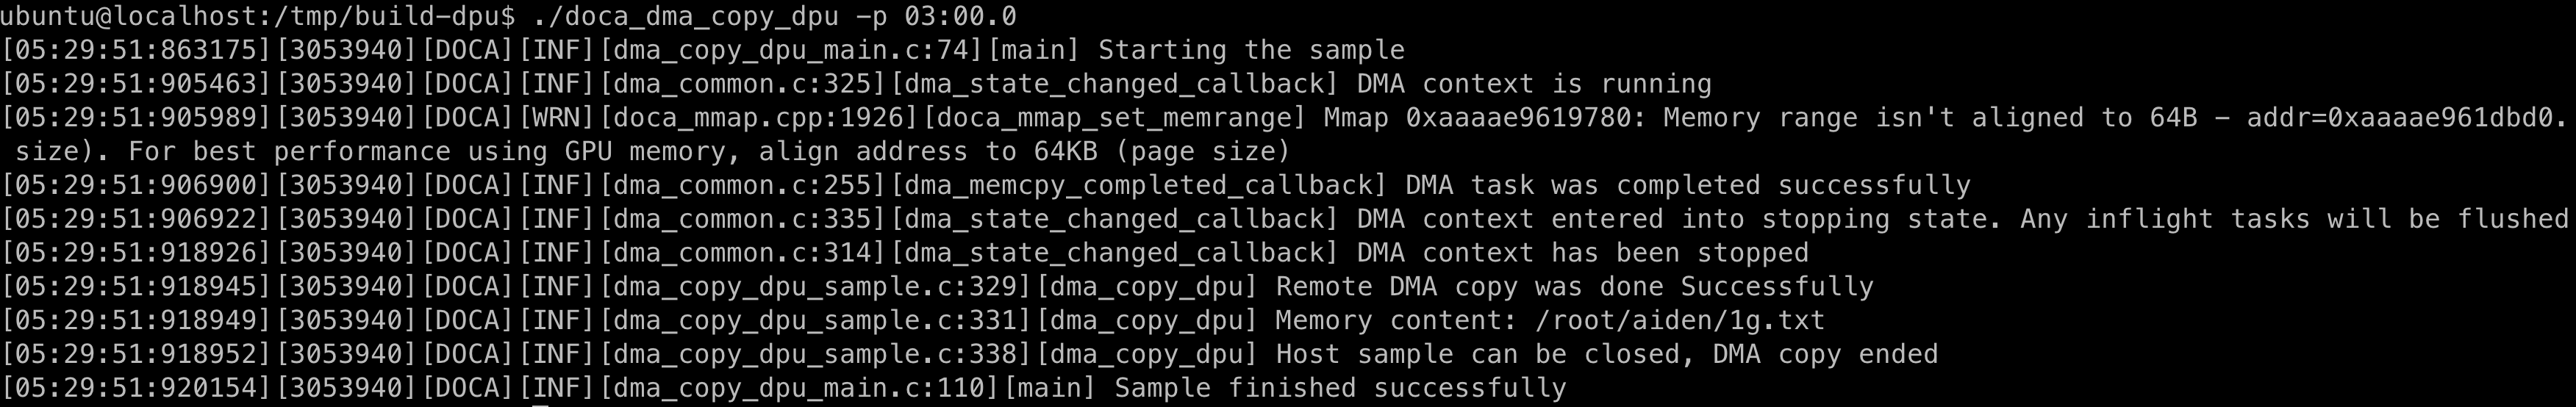 ubuntu@localhost:/tmp/build-dpu$ ./doca_dma_copy_dpu -p 03:00.0
[05:29:51:863175][3053940][DOCA][INF][dma_copy_dpu_main.c:74][main] Starting the sample
[05:29:51:905463][3053940][DOCA][INF][dma_common.c:325][dma_state_changed_callback] DMA context is running
[05:29:51:905989][3053940][DOCA][WRN][doca_mmap.cpp:1926][doca_mmap_set_memrange] Mmap 0xaaaae9619780: Memory range isn't aligned to 64B - addr=0xaaaae961dbd0.
 size). For best performance using GPU memory, align address to 64KB (page size)
[05:29:51:906900][3053940][DOCA][INF][dma_common.c:255][dma_memcpy_completed_callback] DMA task was completed successfully
[05:29:51:906922][3053940][DOCA][INF][dma_common.c:335][dma_state_changed_callback] DMA context entered into stopping state. Any inflight tasks will be flushed
[05:29:51:918926][3053940][DOCA][INF][dma_common.c:314][dma_state_changed_callback] DMA context has been stopped
[05:29:51:918945][3053940][DOCA][INF][dma_copy_dpu_sample.c:329][dma_copy_dpu] Remote DMA copy was done Successfully
[05:29:51:918949][3053940][DOCA][INF][dma_copy_dpu_sample.c:331][dma_copy_dpu] Memory content: /root/aiden/1g.txt
[05:29:51:918952][3053940][DOCA][INF][dma_copy_dpu_sample.c:338][dma_copy_dpu] Host sample can be closed, DMA copy ended
[05:29:51:920154][3053940][DOCA][INF][dma_copy_dpu_main.c:110][main] Sample finished successfully